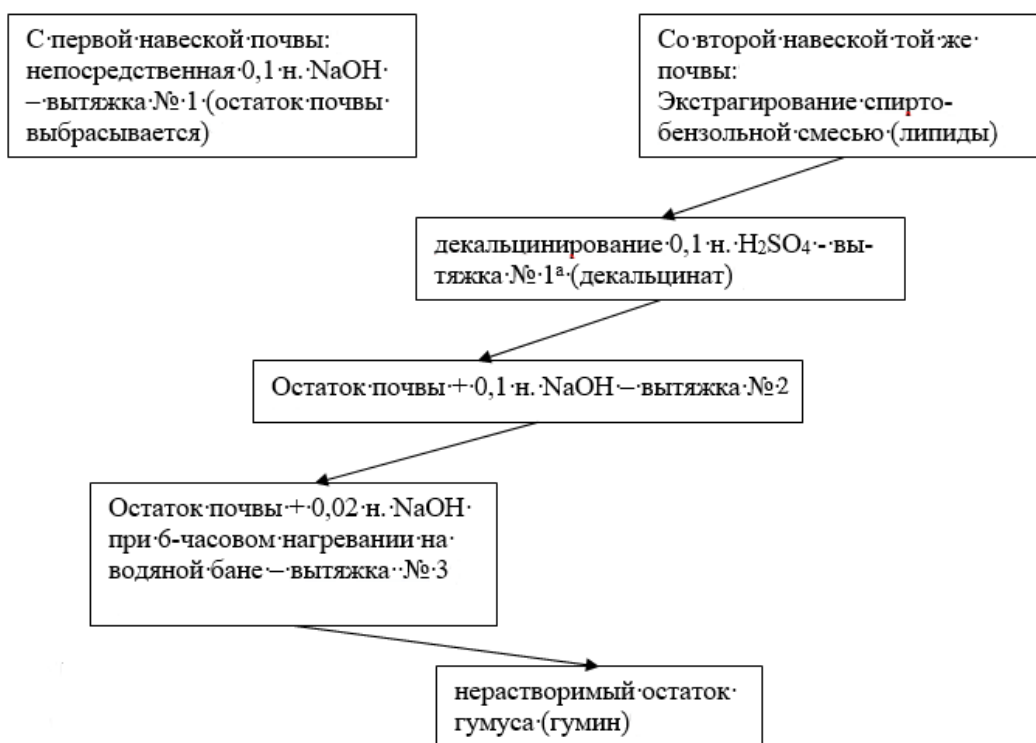 С·первой·навеской·почвы:
непосредственная·0,1·н.·NaOH·
–·вытяжка·№·1·(остаток·почвы·
выбрасывается)
Со·второй·навеской·той·же·
почвы:
Экстрагирование·спирто-
бензольной·смесью·(липиды)
декальцинирование·0,1·н.·H₂SO₄·-·вы-
тяжка·№·1ᵃ·(декальцинат)
Остаток·почвы·+·0,1·н.·NaOH·–·вытяжка·№·2
Остаток·почвы·+·0,02·н.·NaOH·
при·6-часовом·нагревании·на·
водяной·бане·–·вытяжка··№·3
нерастворимый·остаток·
гумуса·(гумин)